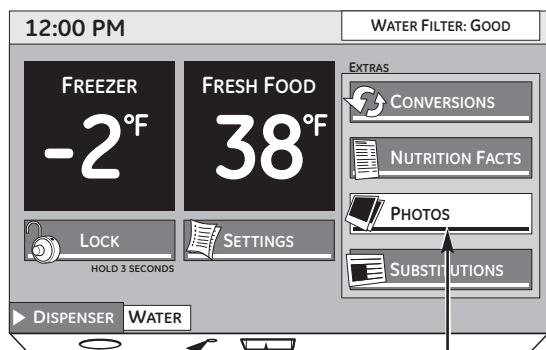 12:00 PM
WATER FILTER: GOOD
FREEZER
-2°F
FRESH FOOD
38°F
LOCK
HOLD 3 SECONDS
SETTINGS
EXTRAS
CONVERSIONS
NUTRITION FACTS
PHOTOS
SUBSTITUTIONS
DISPENSER WATER